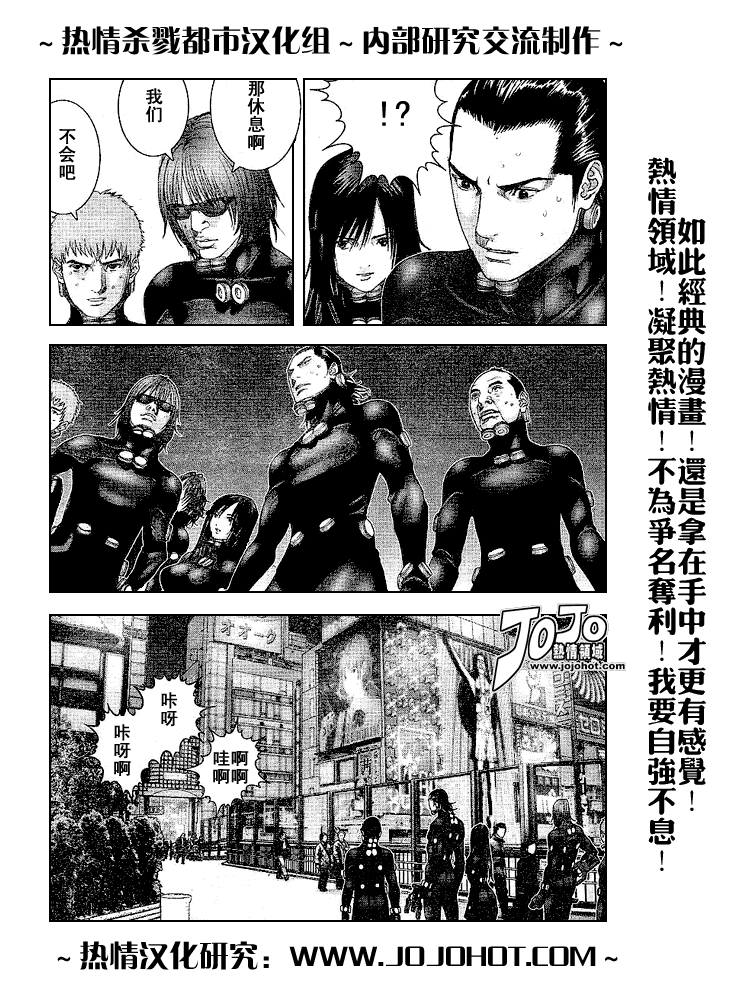 ~热情杀戮都市汉化组~内部研究交流制作~
!?
那休息啊
我们
不会吧
如此經典的漫畫！還是拿在手中才更有感覺！
熱情領域！凝聚熱情！不為爭名奪利！我要自強不息！
オオーク
JOJO
熱情領域
www.jojohot.com
咔呀
咔呀啊
啊啊
哇啊
~热情汉化研究：WWW.JOJOHOT.COM~